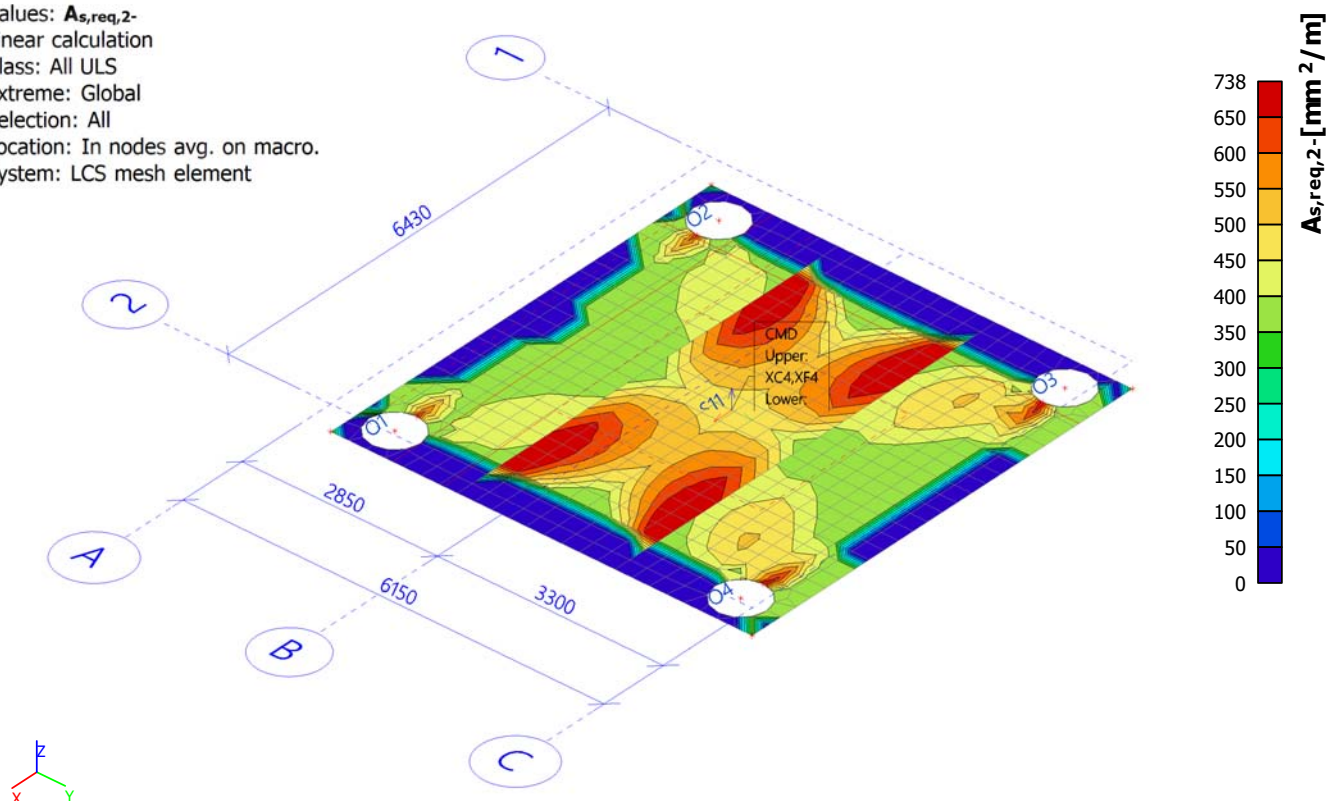 alues: As,req,2-
inear calculation
lass: All ULS
xtreme: Global
election: All
ocation: In nodes avg. on macro.
ystem: LCS mesh element
1
6430
2
O2
CMD
Upper:
XC4,XF4
Lower:
S11
O3
O1
2850
A
6150
3300
B
O4
C
Z
X
Y
738
650
600
550
500
450
400
350
300
250
200
150
100
50
0
As,req,2-[mm²/m]